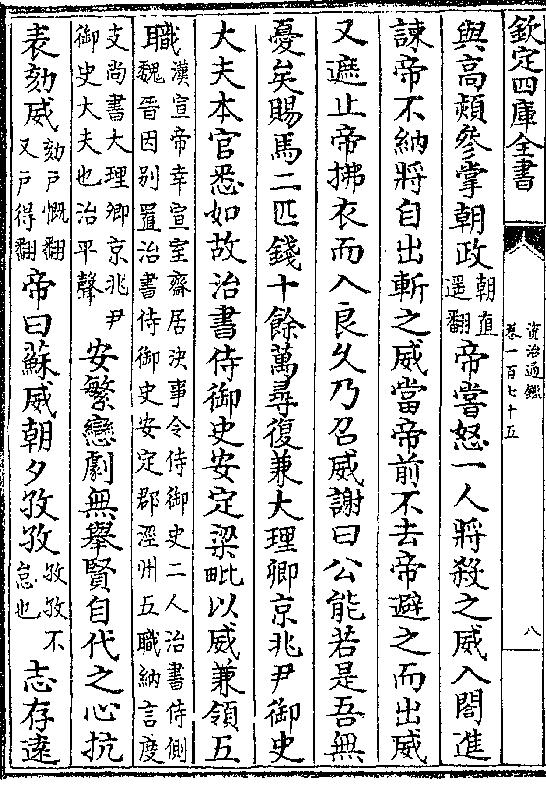 欽定四庫全書
資治通鑑
卷一百七十五
八
與高熲參掌朝政朝直遥翻帝嘗怒一人將殺之威入閤進
諫帝不納將自出斬之威當帝前不去帝避之而出威
又遮止帝拂衣而入良久乃召威謝曰公能若是吾無
憂矣賜馬二匹錢十餘萬尋復兼大理卿京兆尹御史
大夫本官悉如故治書侍御史安定梁毗以威兼領五
職漢宣帝幸宣室齋居決事令侍御史二人治書侍側魏晉因别置治書侍御史安定郡涇州五職納言度
支尚書大理卿京兆尹御史大夫也治平聲安繁戀劇無舉賢自代之心抗
表劾威劾戸慨翻又戸得翻帝曰蘇威朝夕孜孜孜孜不怠也志存遠